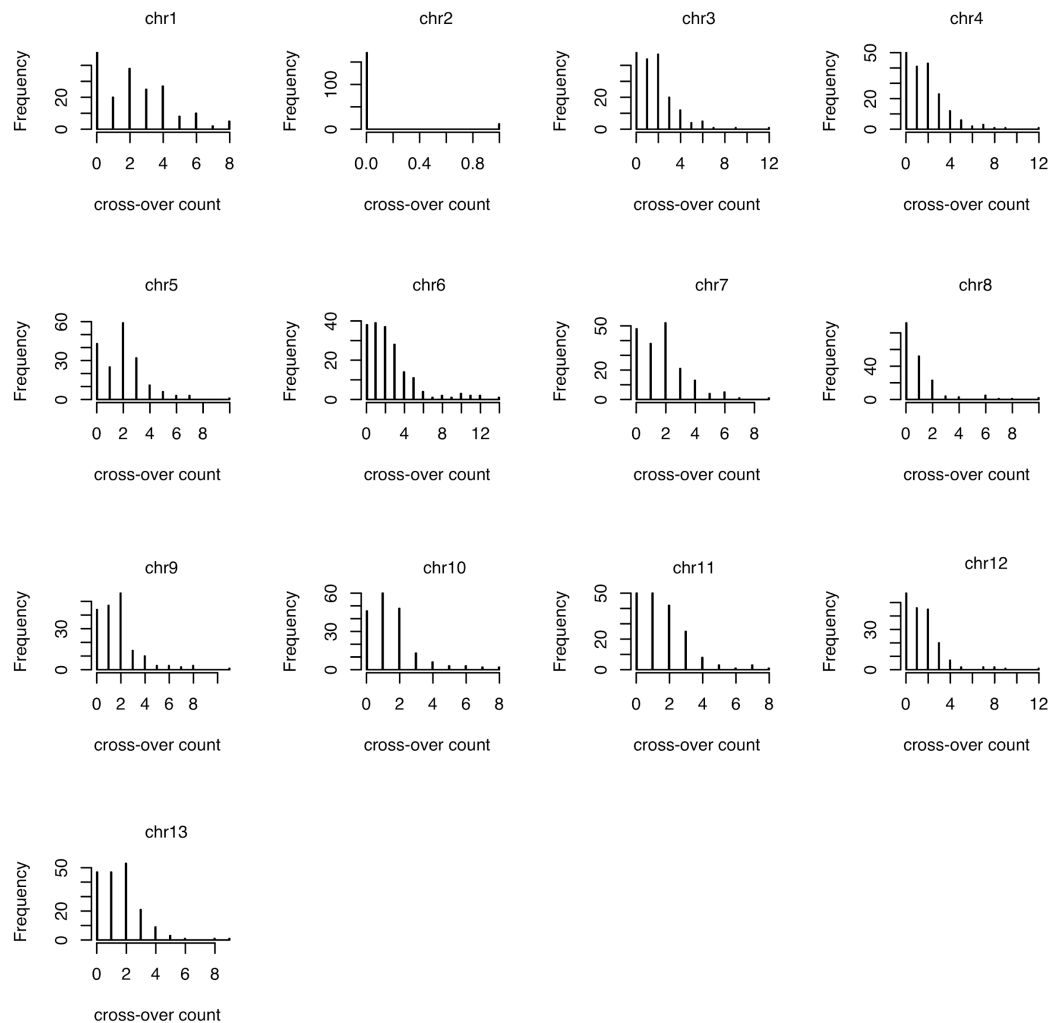 chr1
Frequency
0 20
0 2 4 6 8
cross-over count
chr2
Frequency
0 100
0.0 0.4 0.8
cross-over count
chr3
Frequency
0 20
0 4 8 12
cross-over count
chr4
Frequency
0 20 50
0 4 8 12
cross-over count
chr5
Frequency
0 30 60
0 2 4 6 8
cross-over count
chr6
Frequency
0 20 40
0 4 8 12
cross-over count
chr7
Frequency
0 20 50
0 2 4 6 8
cross-over count
chr8
Frequency
0 40
0 2 4 6 8
cross-over count
chr9
Frequency
0 30
0 2 4 6 8
cross-over count
chr10
Frequency
0 30 60
0 2 4 6 8
cross-over count
chr11
Frequency
0 20 50
0 2 4 6 8
cross-over count
chr12
Frequency
0 30
0 4 8 12
cross-over count
chr13
Frequency
0 20 50
0 2 4 6 8
cross-over count